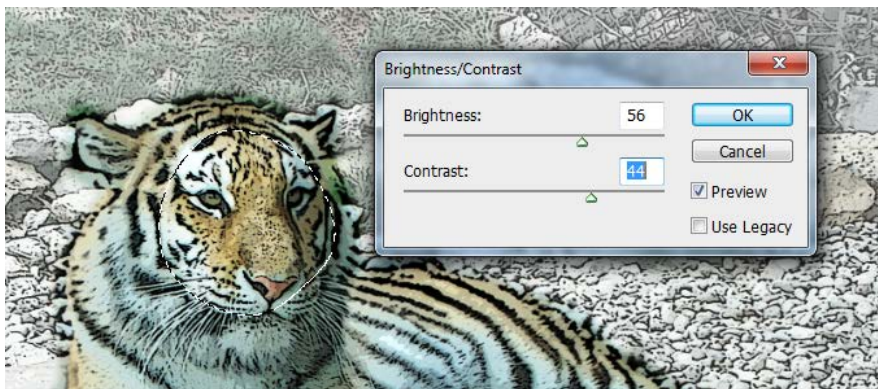 Brightness/Contrast
Brightness: 56
OK
Cancel
Contrast: 44
Preview
Use Legacy